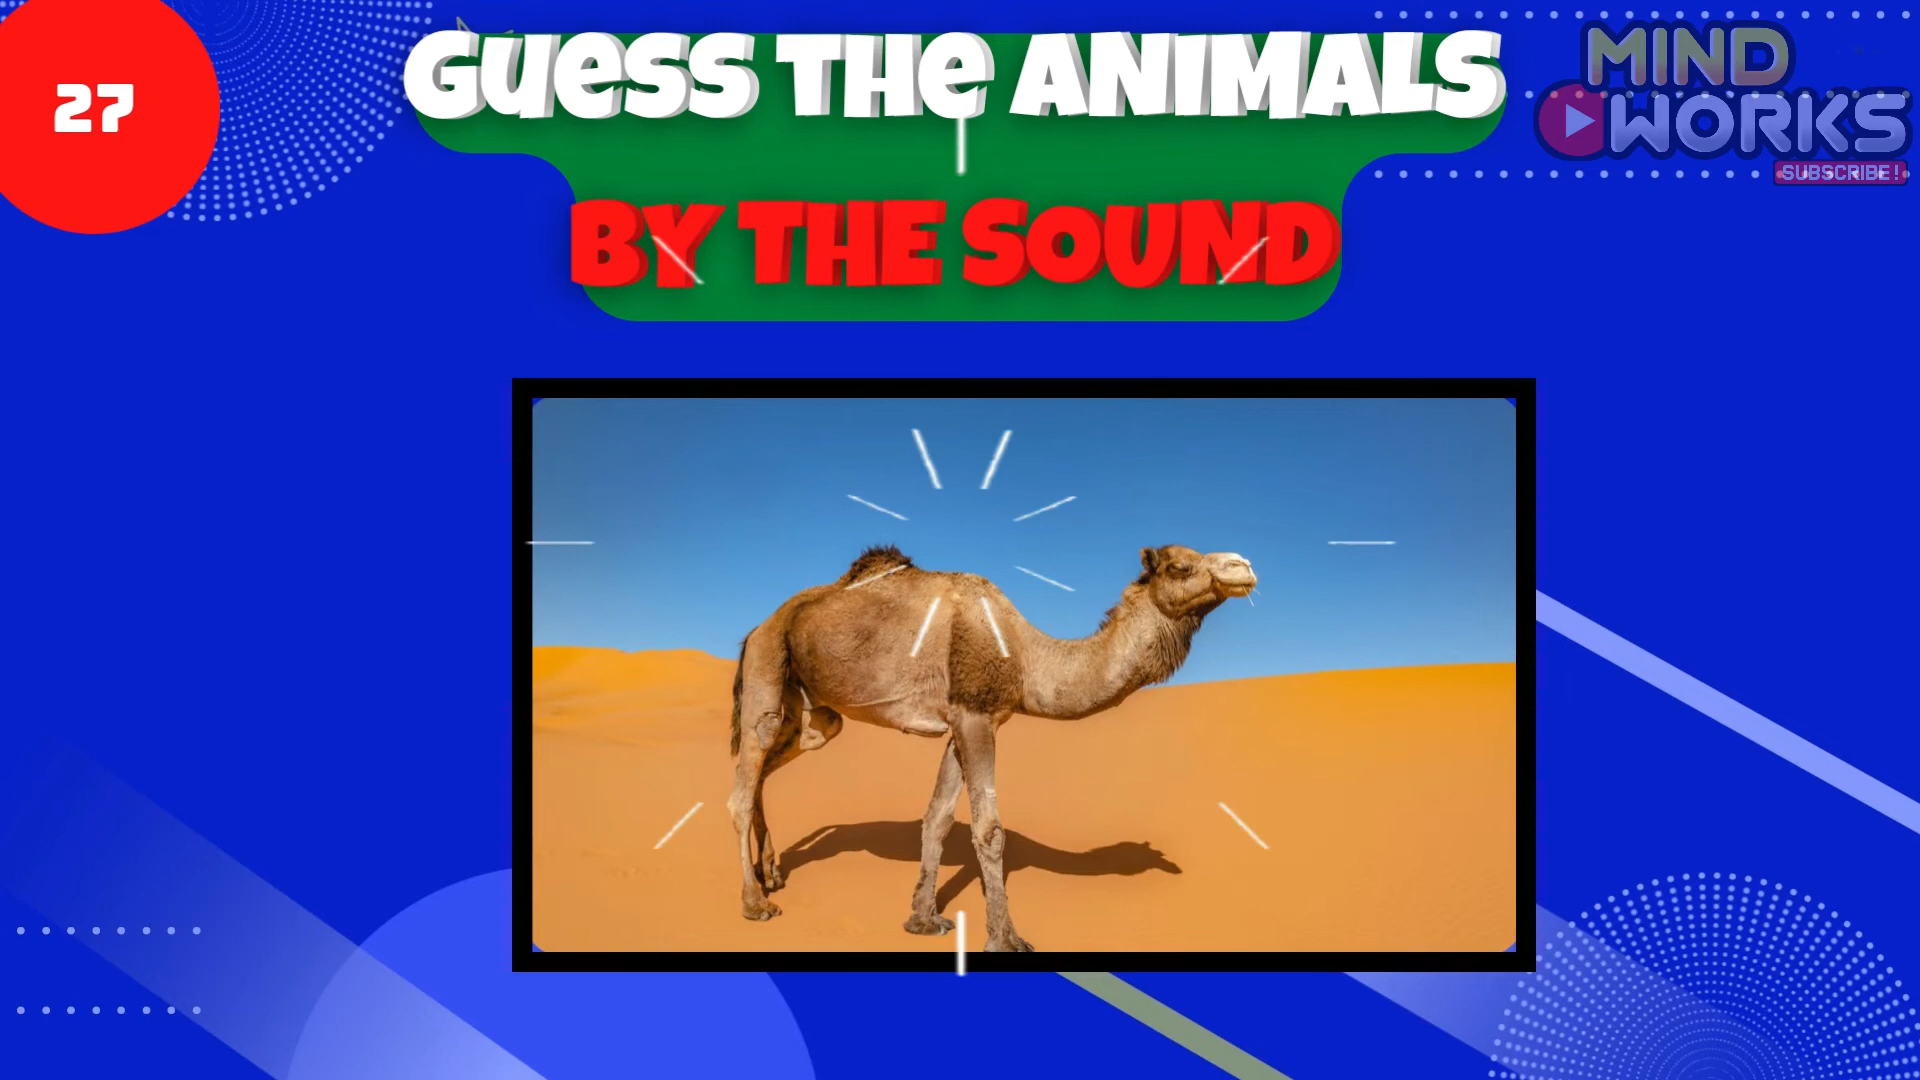 27
GUESS THE ANIMALS
BY THE SOUND
MIND
WORKS
SUBSCRIBE!